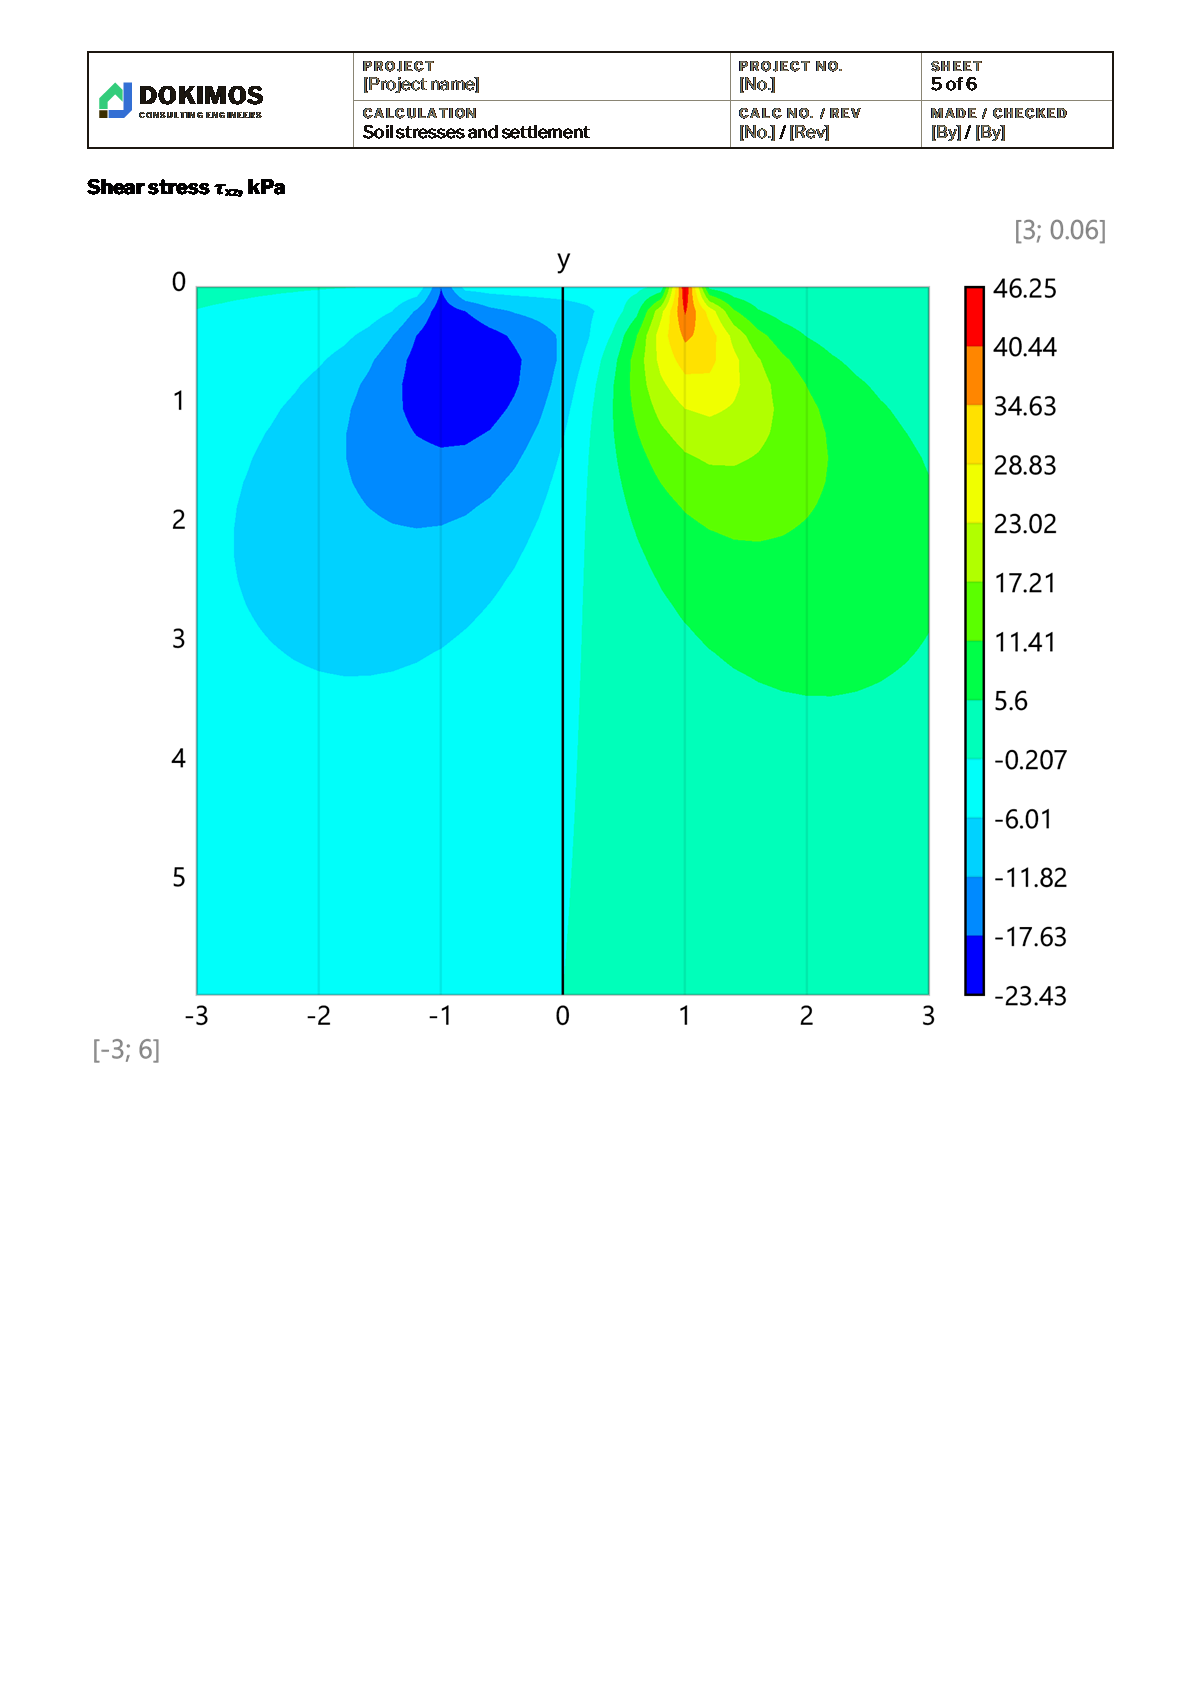 DOKIMOS
CONSULTING ENGINEERS
PROJECT
[Project name]
PROJECT NO.
[No.]
SHEET
5 of 6
CALCULATION
Soil stresses and settlement
CALC NO. / REV
[No.] / [Rev]
MADE / CHECKED
[By] / [By]
Shear stress τxz, kPa
[3; 0.06]
y
0
1
2
3
4
5
-3 -2 -1 0 1 2 3
[-3; 6]
46.25
40.44
34.63
28.83
23.02
17.21
11.41
5.6
-0.207
-6.01
-11.82
-17.63
-23.43